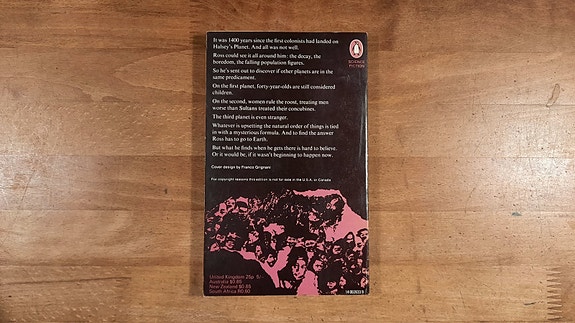 It was 1400 years since the first colonists had landed on
Halsey's Planet. And all was not well.
Ross could see it all around him: the decay, the
boredom, the falling population figures.
So he's sent out to discover if other planets are in the
same predicament.
On the first planet, forty-year-olds are still considered
children.
On the second, women rule the roost, treating men
worse than Sultans treated their concubines.
The third planet is even stranger.
Whatever is upsetting the natural order of things is tied
in with a mysterious formula. And to find the answer
Ross has to go to Earth.
But what he finds when he gets there is hard to believe.
Or it would be, if it wasn't beginning to happen now.
Cover design by Franco Grignani
For copyright reasons this edition is not for sale in the U.S.A. or Canada
SCIENCE
FICTION
United Kingdom 25p 5/-
Australia $0.85
New Zealand $0.85
South Africa R0.60